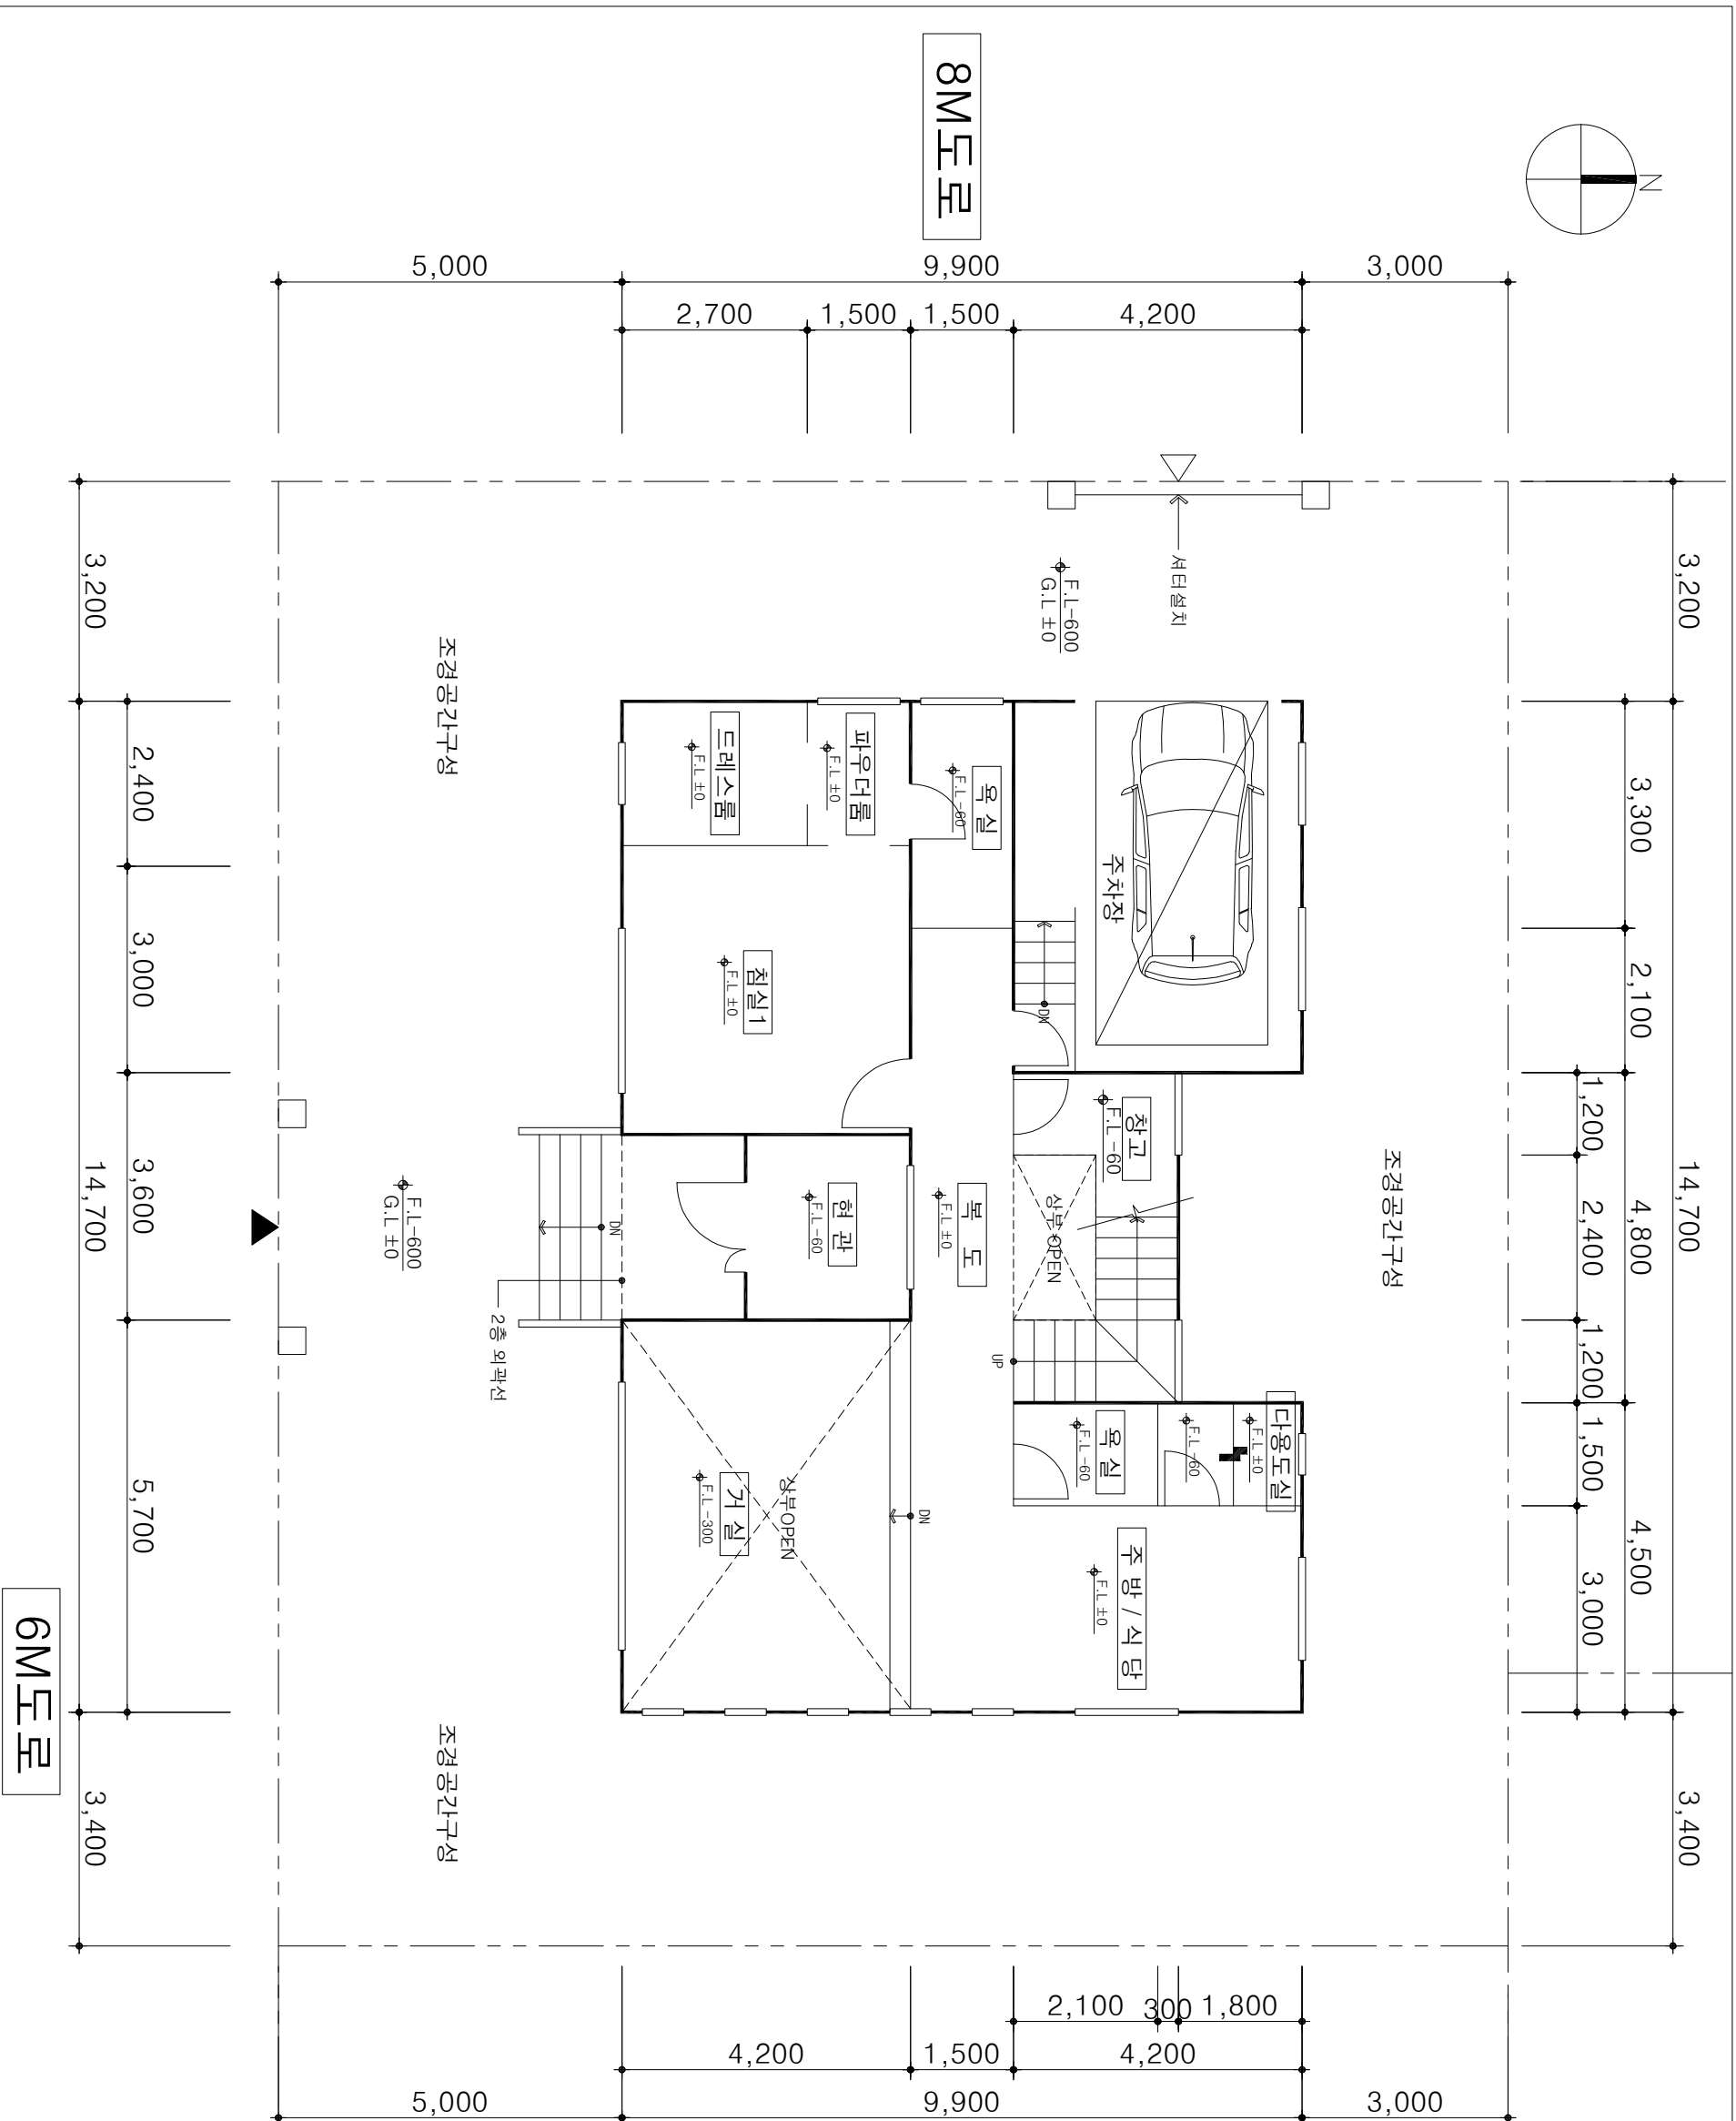 8M도로
N
5,000
9,900
3,000
2,700
1,500
1,500
4,200
3,200
14,700
3,400
3,300
2,100
4,800
4,500
1,200
2,400
1,200
1,500
3,000
셔터설치
F.L-600
G.L ±0
조경공간구성
조경공간구성
조경공간구성
드레스룸
F.L ±0
파우더룸
F.L ±0
욕 실
F.L -60
주차장
DN
침실1
F.L ±0
창고
F.L -60
상부OPEN
UP
복 도
F.L ±0
현 관
F.L -60
DN
F.L-600
G.L ±0
2층 외곽선
거 실
F.L -300
상부OPEN
DN
욕실
F.L -60
F.L -60
다용도실
F.L ±0
주 방 / 식 당
F.L ±0
3,200
14,700
3,400
2,400
3,000
3,600
5,700
6M도로
2,100
300
1,800
4,200
1,500
4,200
5,000
9,900
3,000